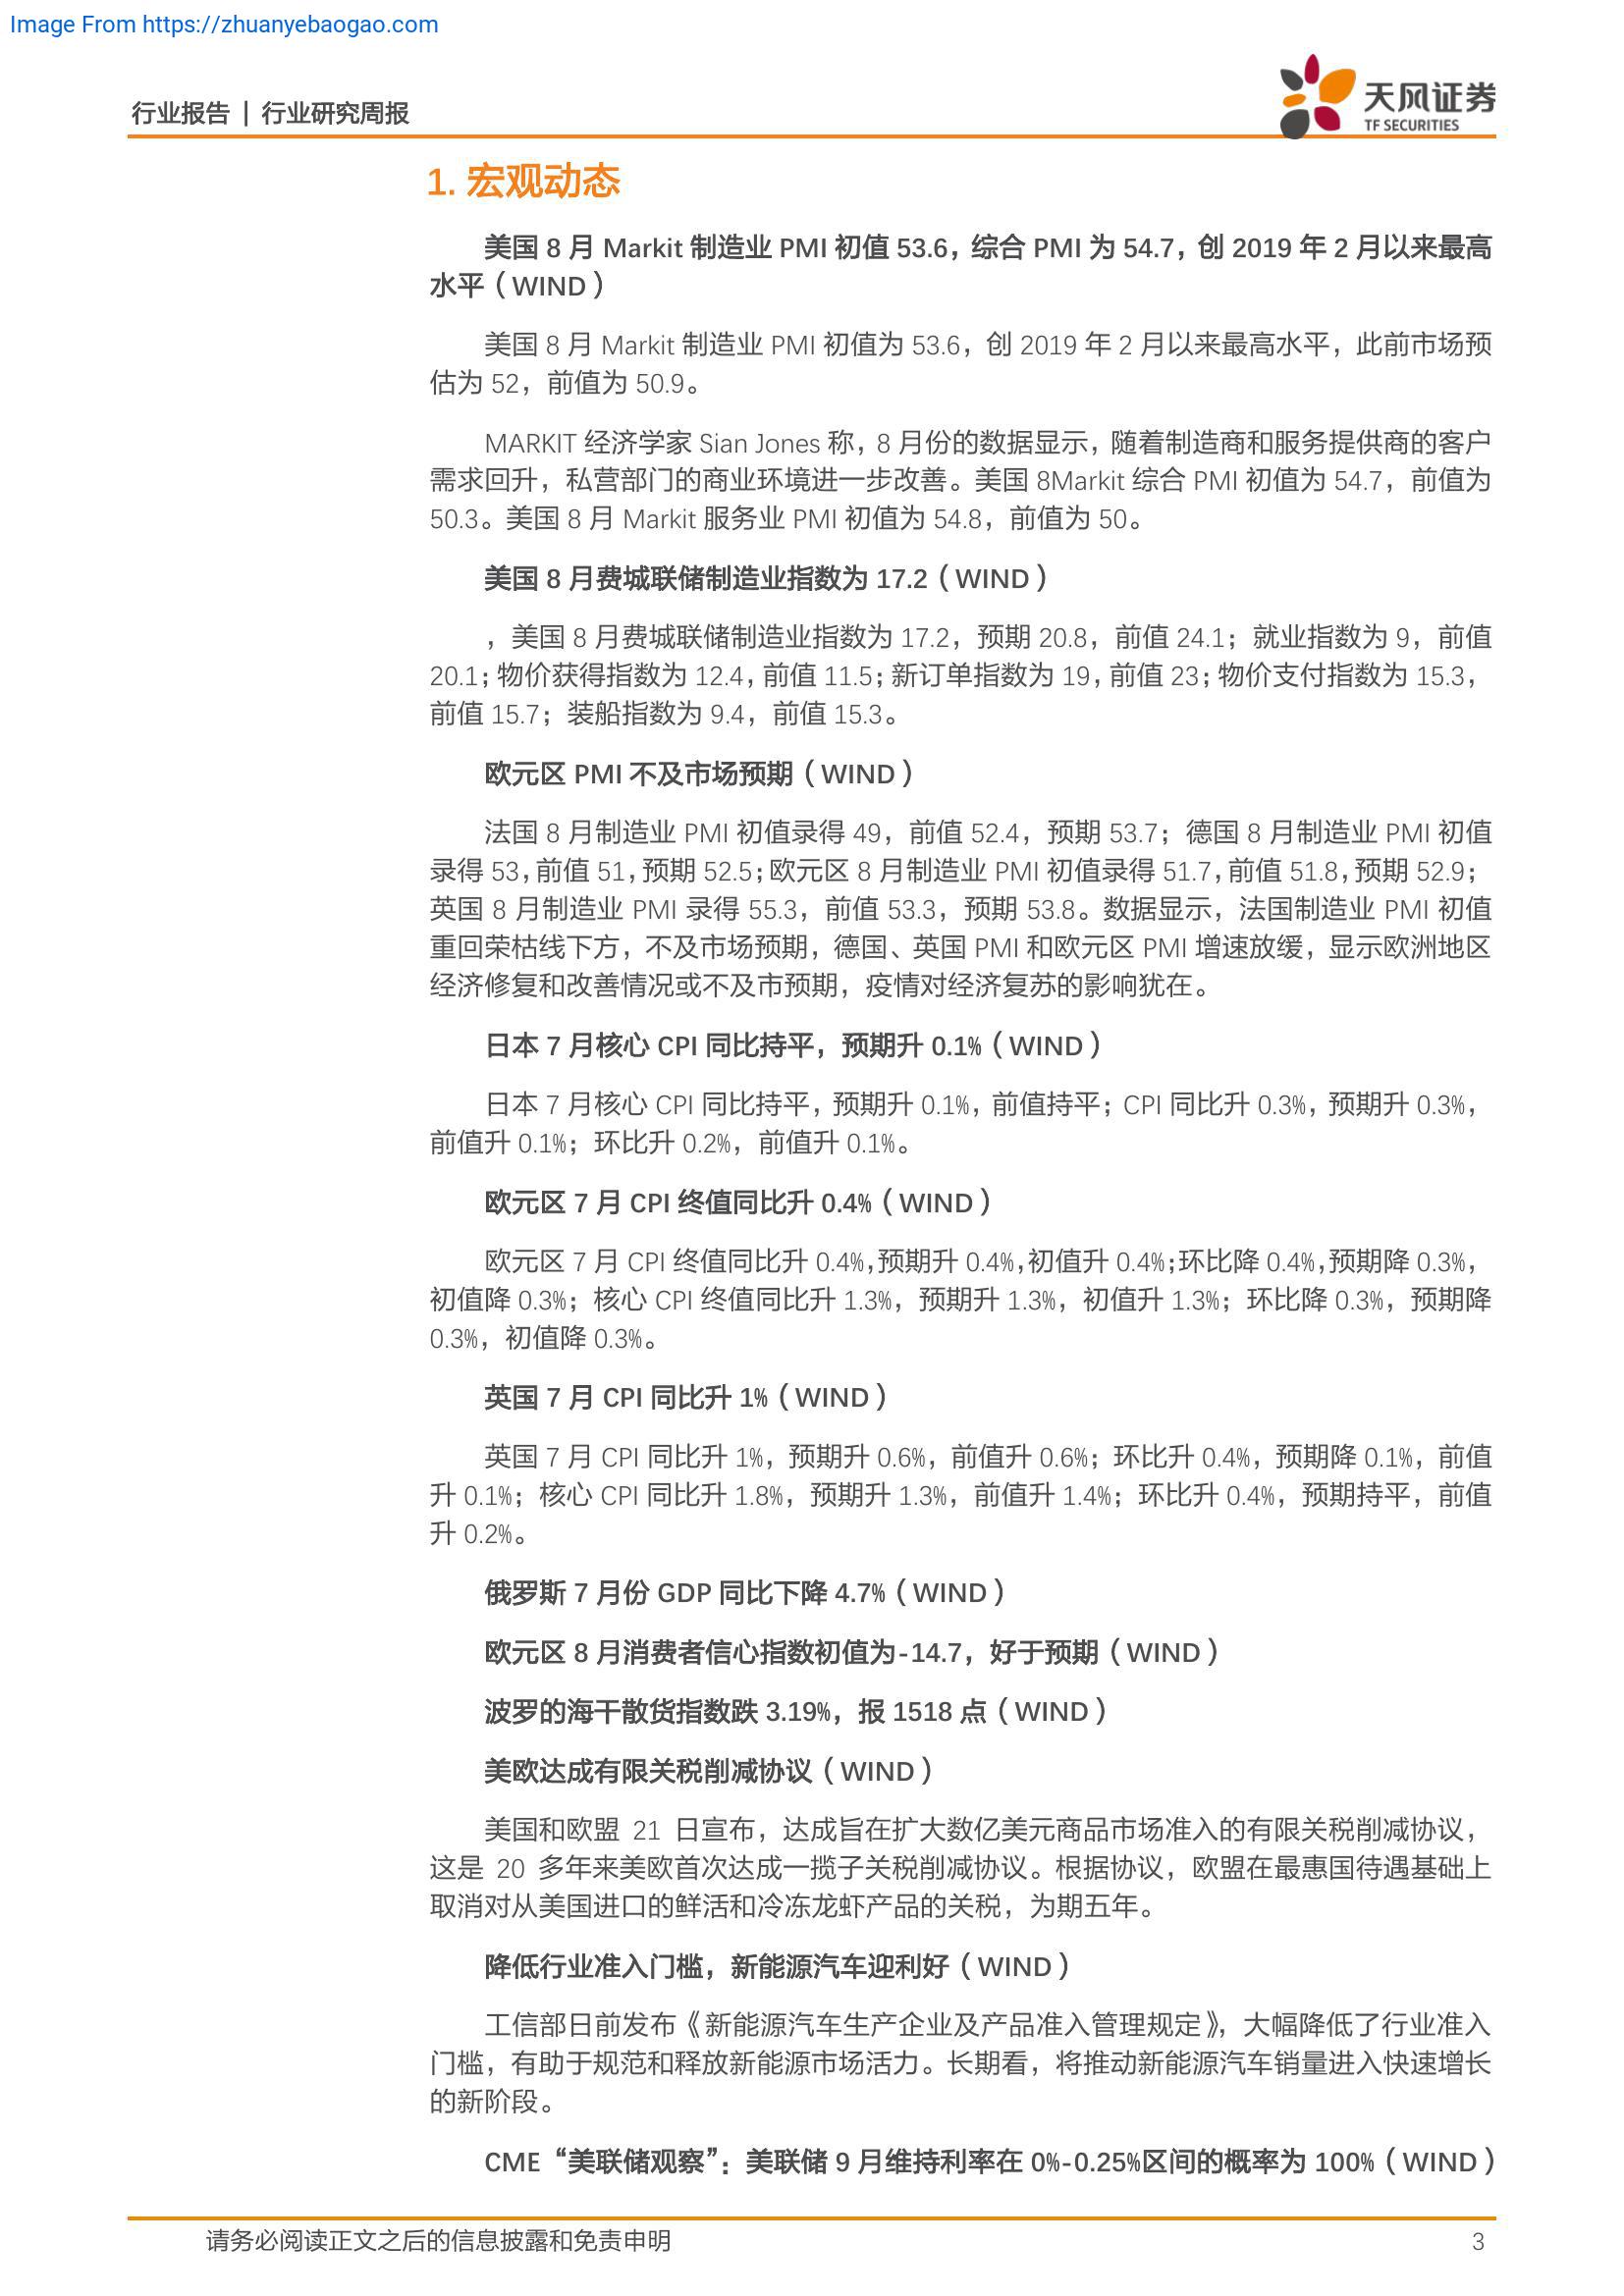 Image From https://zhuanyebaogao.com
行业报告 | 行业研究周报
天风证券
TF SECURITIES
1. 宏观动态
美国 8 月 Markit 制造业 PMI 初值 53.6，综合 PMI 为 54.7，创 2019 年 2 月以来最高
水平（WIND）
美国 8 月 Markit 制造业 PMI 初值为 53.6，创 2019 年 2 月以来最高水平，此前市场预
估为 52，前值为 50.9。
MARKIT 经济学家 Sian Jones 称，8 月份的数据显示，随着制造商和服务提供商的客户
需求回升，私营部门的商业环境进一步改善。美国 8Markit 综合 PMI 初值为 54.7，前值为
50.3。美国 8 月 Markit 服务业 PMI 初值为 54.8，前值为 50。
美国 8 月费城联储制造业指数为 17.2（WIND）
，美国 8 月费城联储制造业指数为 17.2，预期 20.8，前值 24.1；就业指数为 9，前值
20.1；物价获得指数为 12.4，前值 11.5；新订单指数为 19，前值 23；物价支付指数为 15.3，
前值 15.7；装船指数为 9.4，前值 15.3。
欧元区 PMI 不及市场预期（WIND）
法国 8 月制造业 PMI 初值录得 49，前值 52.4，预期 53.7；德国 8 月制造业 PMI 初值
录得 53，前值 51，预期 52.5；欧元区 8 月制造业 PMI 初值录得 51.7，前值 51.8，预期 52.9；
英国 8 月制造业 PMI 录得 55.3，前值 53.3，预期 53.8。数据显示，法国制造业 PMI 初值
重回荣枯线下方，不及市场预期，德国、英国 PMI 和欧元区 PMI 增速放缓，显示欧洲地区
经济修复和改善情况或不及市预期，疫情对经济复苏的影响犹在。
日本 7 月核心 CPI 同比持平，预期升 0.1%（WIND）
日本 7 月核心 CPI 同比持平，预期升 0.1%，前值持平；CPI 同比升 0.3%，预期升 0.3%，
前值升 0.1%；环比升 0.2%，前值升 0.1%。
欧元区 7 月 CPI 终值同比升 0.4%（WIND）
欧元区 7 月 CPI 终值同比升 0.4%，预期升 0.4%，初值升 0.4%；环比降 0.4%，预期降 0.3%，
初值降 0.3%；核心 CPI 终值同比升 1.3%，预期升 1.3%，初值升 1.3%；环比降 0.3%，预期降
0.3%，初值降 0.3%。
英国 7 月 CPI 同比升 1%（WIND）
英国 7 月 CPI 同比升 1%，预期升 0.6%，前值升 0.6%；环比升 0.4%，预期降 0.1%，前值
升 0.1%；核心 CPI 同比升 1.8%，预期升 1.3%，前值升 1.4%；环比升 0.4%，预期持平，前值
升 0.2%。
俄罗斯 7 月份 GDP 同比下降 4.7%（WIND）
欧元区 8 月消费者信心指数初值为-14.7，好于预期（WIND）
波罗的海干散货指数跌 3.19%，报 1518 点（WIND）
美欧达成有限关税削减协议（WIND）
美国和欧盟 21 日宣布，达成旨在扩大数亿美元商品市场准入的有限关税削减协议，
这是 20 多年来美欧首次达成一揽子关税削减协议。根据协议，欧盟在最惠国待遇基础上
取消对从美国进口的鲜活和冷冻龙虾产品的关税，为期五年。
降低行业准入门槛，新能源汽车迎利好（WIND）
工信部日前发布《新能源汽车生产企业及产品准入管理规定》，大幅降低了行业准入
门槛，有助于规范和释放新能源市场活力。长期看，将推动新能源汽车销量进入快速增长
的新阶段。
CME“美联储观察”：美联储 9 月维持利率在 0%-0.25%区间的概率为 100%（WIND）
请务必阅读正文之后的信息披露和免责申明
3